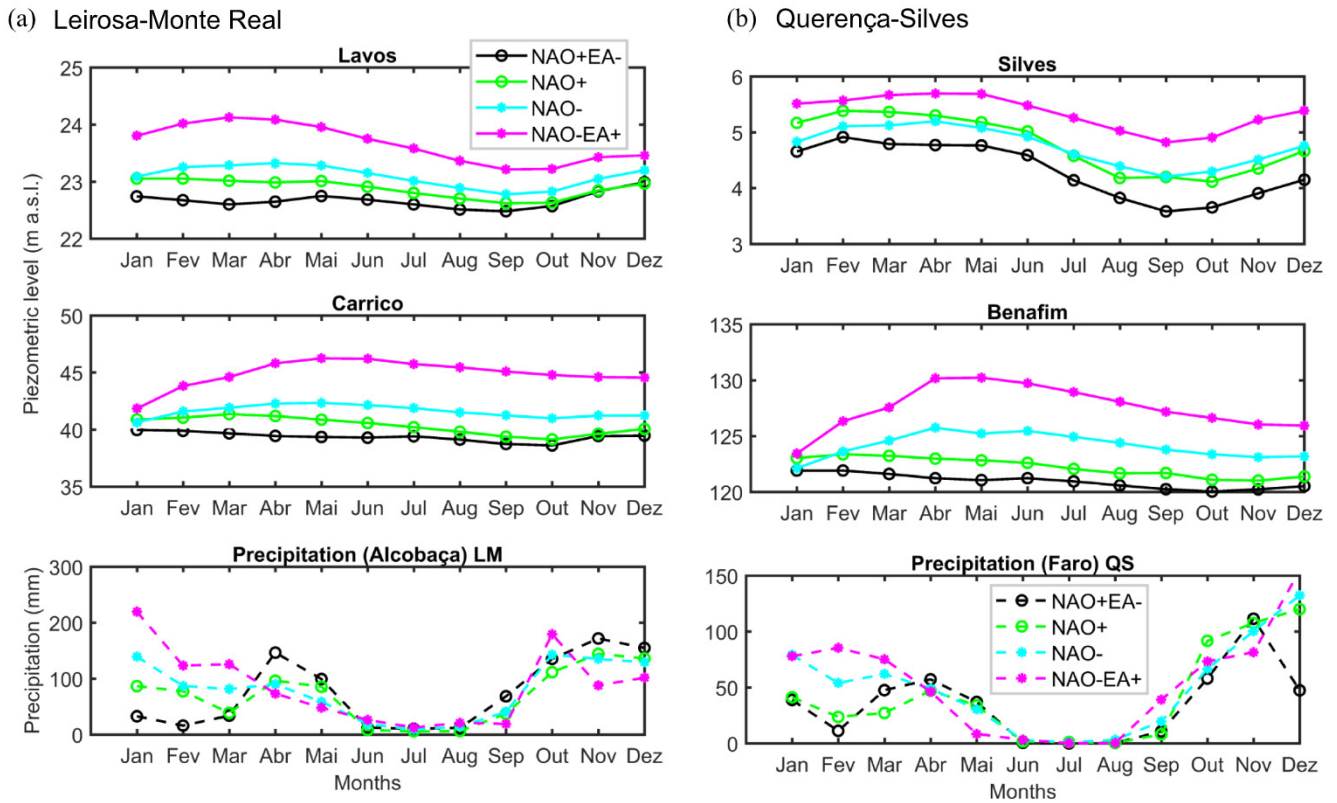 (a) Leirosa-Monte Real
Lavos
NAO+EA-
NAO+
NAO-
NAO-EA+
25
24
23
22
Jan Fev Mar Abr Mai Jun Jul Aug Sep Out Nov Dez
Piezometric level (m a.s.l.)
Carrico
50
45
40
35
Jan Fev Mar Abr Mai Jun Jul Aug Sep Out Nov Dez
Precipitation (Alcobaça) LM
300
200
100
0
Precipitation (mm)
Jan Fev Mar Abr Mai Jun Jul Aug Sep Out Nov Dez
Months
(b) Querença-Silves
Silves
6
5
4
3
Jan Fev Mar Abr Mai Jun Jul Aug Sep Out Nov Dez
Benafim
135
130
125
120
Jan Fev Mar Abr Mai Jun Jul Aug Sep Out Nov Dez
Precipitation (Faro) QS
NAO+EA-
NAO+
NAO-
NAO-EA+
150
100
50
0
Jan Fev Mar Abr Mai Jun Jul Aug Sep Out Nov Dez
Months